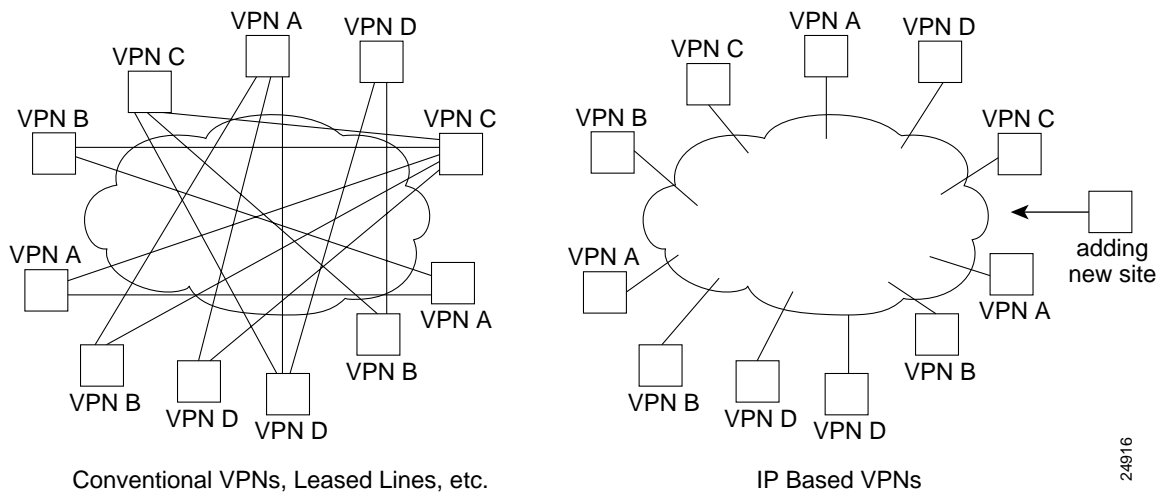 VPN A
VPN D
VPN C
VPN B
VPN C
VPN A
VPN A
VPN B
VPN B
VPN D
VPN D
Conventional VPNs, Leased Lines, etc.
VPN A
VPN D
VPN C
VPN B
VPN C
adding
new site
VPN A
VPN A
VPN B
VPN B
VPN D
VPN D
IP Based VPNs
24916